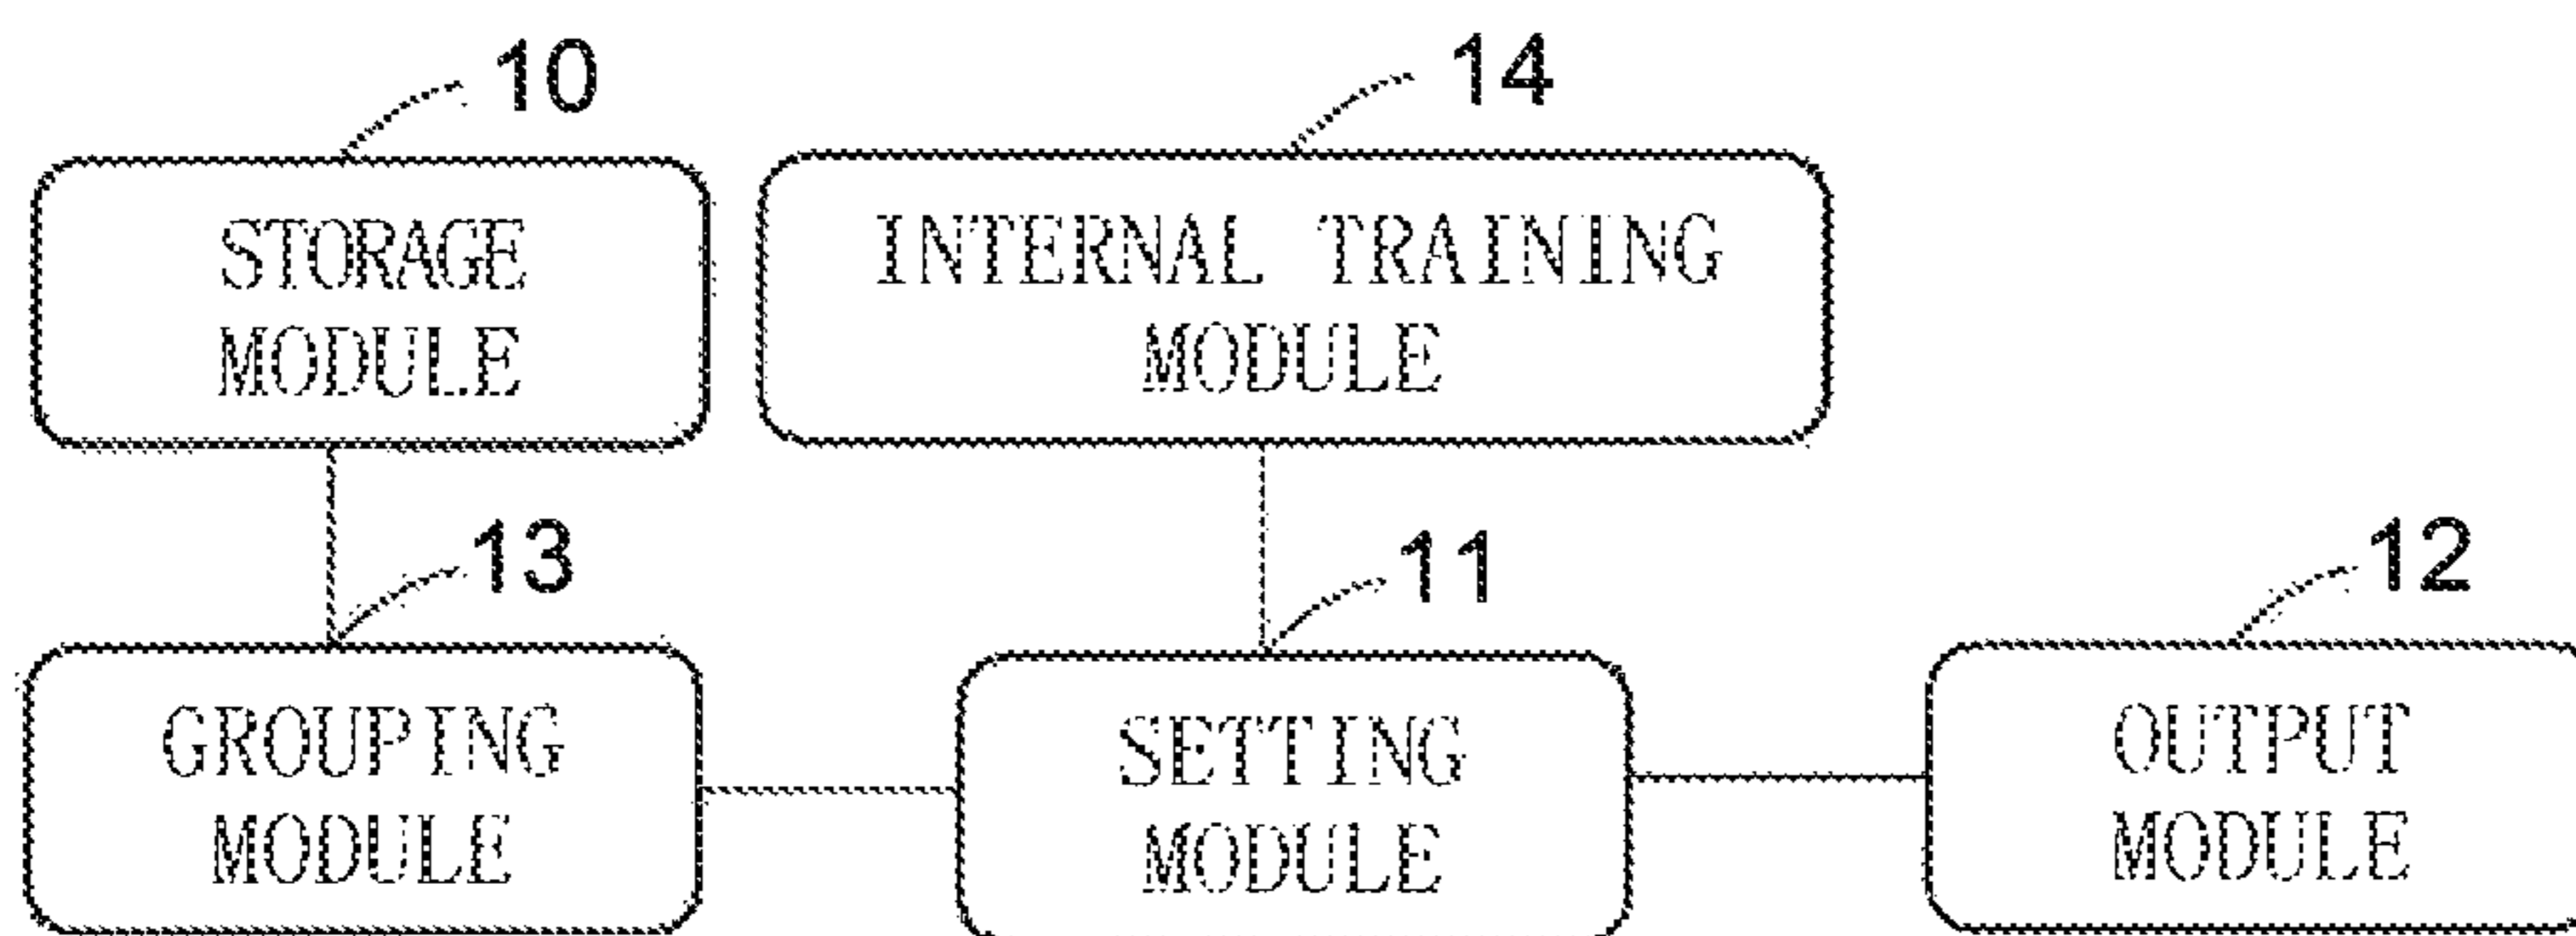 10
14
STORAGE
MODULE
INTERNAL TRAINING
MODULE
13
11
12
GROUPING
MODULE
SETTING
MODULE
OUTPUT
MODULE